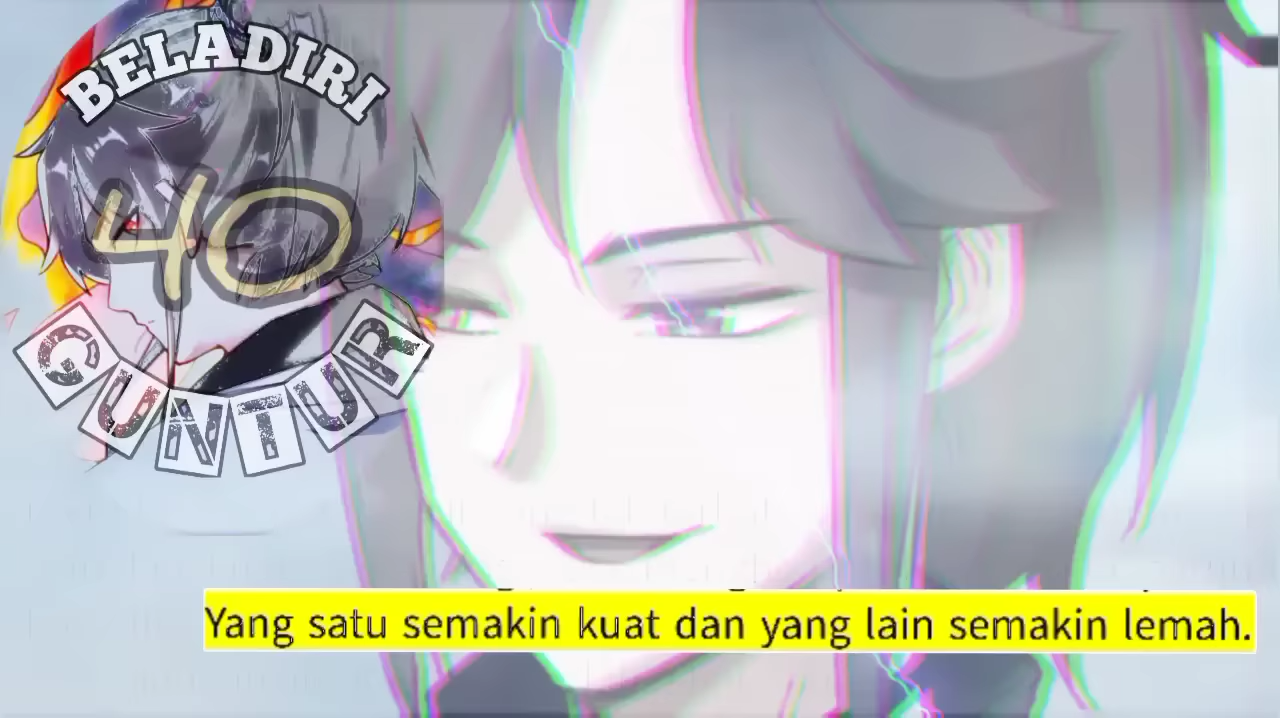 BELADIRI
40
GUNTUR
Yang satu semakin kuat dan yang lain semakin lemah.